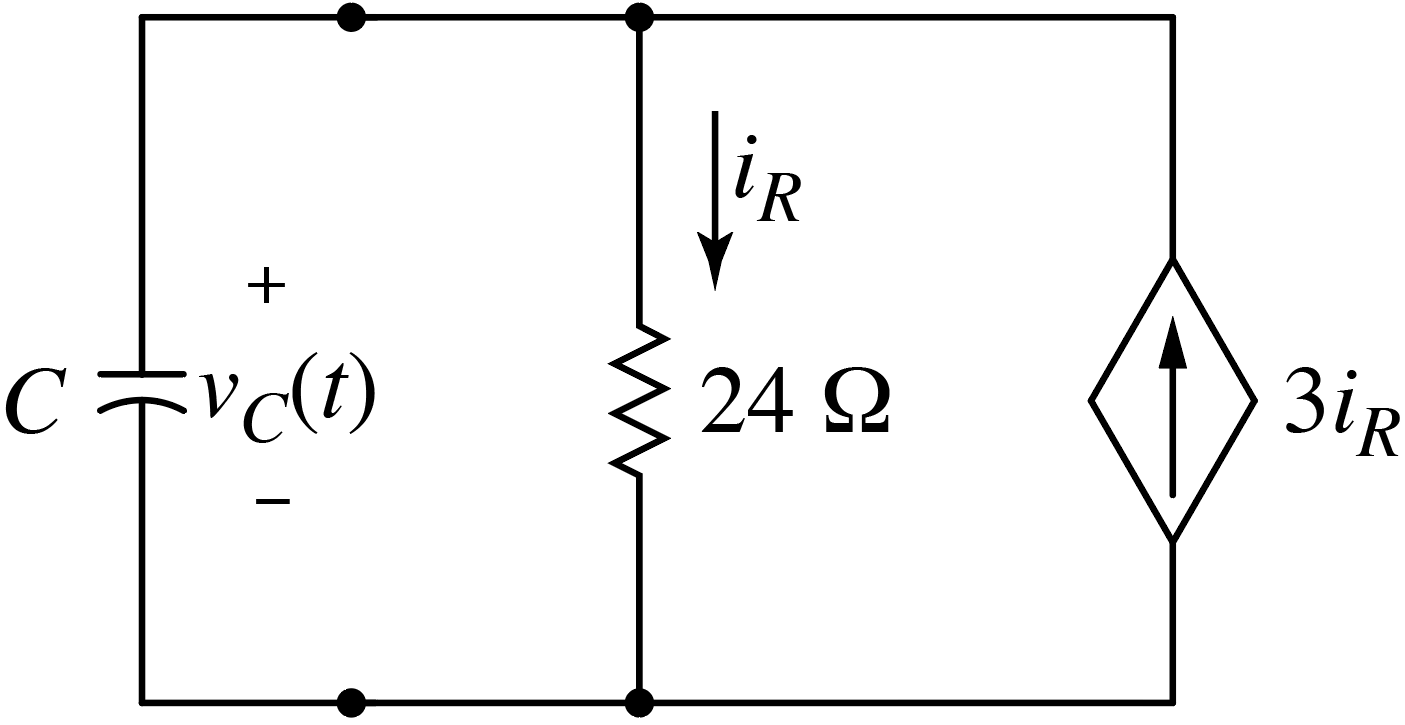 i_R
+
C v_C(t) 24 Ω 3i_R
−